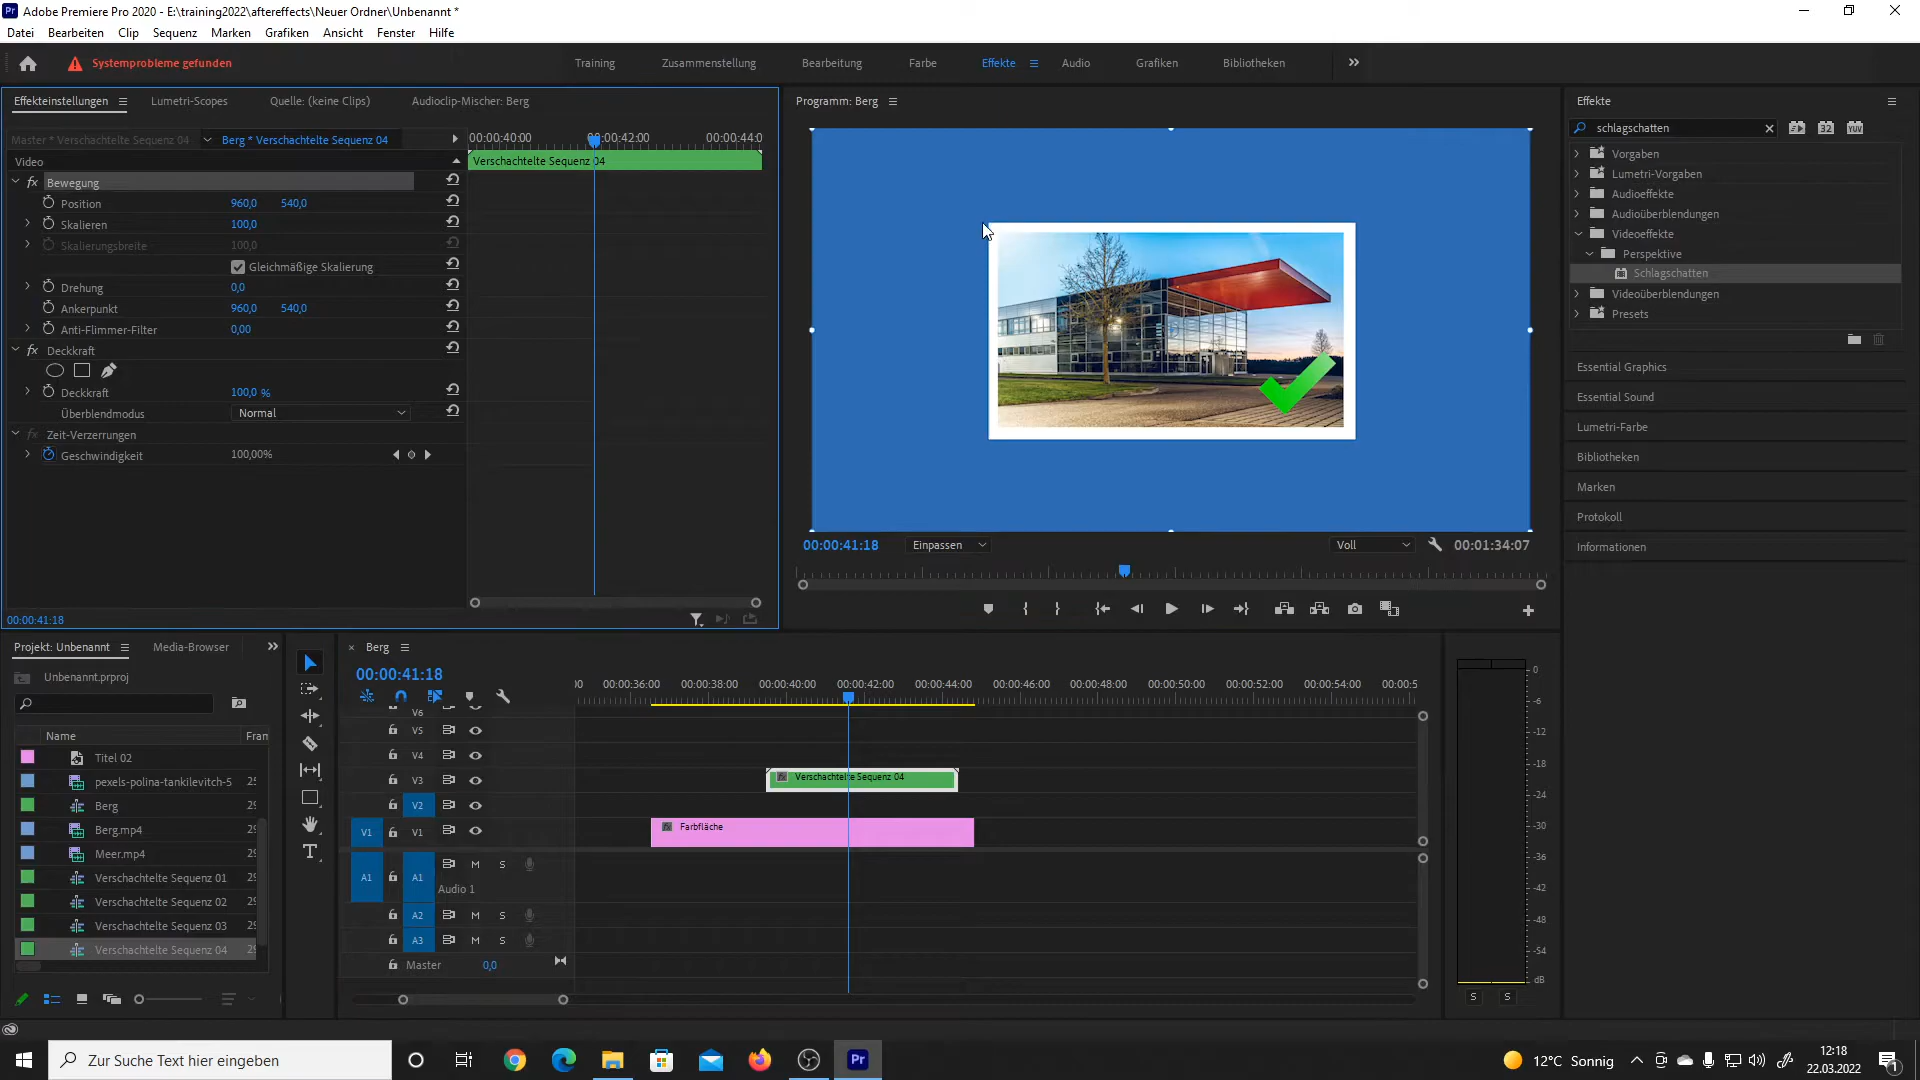 Adobe Premiere Pro 2020 - E:\training2022\aftereffects\Neuer Ordner\Unbenannt *
Datei Bearbeiten Clip Sequenz Marken Grafiken Ansicht Fenster Hilfe
Systemprobleme gefunden
Training Zusammenstellung Bearbeitung Farbe Effekte Audio Grafiken Bibliotheken
Effekteinstellungen Lumetri-Scopes Quelle: (keine Clips) Audioclip-Mischer: Berg
Master * Verschachtelte Sequenz 04 Berg * Verschachtelte Sequenz 04
00:00:40:00 00:00:42:00 00:00:44:0
Video
Verschachtelte Sequenz 04
Bewegung
Position 960,0 540,0
Skalieren 100,0
Skalierungsbreite 100,0
Gleichmäßige Skalierung
Drehung 0,0
Ankerpunkt 960,0 540,0
Anti-Flimmer-Filter 0,00
Deckkraft
Deckkraft 100,0 %
Überblendmodus Normal
Zeit-Verzerrungen
Geschwindigkeit 100,00%
00:00:41:18
Programm: Berg
00:00:41:18 Einpassen Voll 00:01:34:07
Effekte
schlagschatten
32 YUV
Vorgaben
Lumetri-Vorgaben
Audioeffekte
Audioüberblendungen
Videoeffekte
Perspektive
Schlagschatten
Videoüberblendungen
Presets
Essential Graphics
Essential Sound
Lumetri-Farbe
Bibliotheken
Marken
Protokoll
Informationen
Projekt: Unbenannt Media-Browser
Unbenannt.prproj
Name Fran
Titel 02
pexels-polina-tankilevitch-5 25
Berg 29
Berg.mp4 29
Meer.mp4 29
Verschachtelte Sequenz 01 29
Verschachtelte Sequenz 02 29
Verschachtelte Sequenz 03 29
Verschachtelte Sequenz 04 29
Berg
00:00:41:18
00 00:00:36:00 00:00:38:00 00:00:40:00 00:00:42:00 00:00:44:00 00:00:46:00 00:00:48:00 00:00:50:00 00:00:52:00 00:00:54:00 00:00:5
V6
V5
V4
V3 Verschachtelte Sequenz 04
V2
V1 V1 Farbfläche
A1 A1 M S
Audio 1
A2 M S
A3 M S
Master 0,0
0
-6
-12
-18
-24
-30
-36
-42
-48
-54
dB
S S
Zur Suche Text hier eingeben
Pr
12°C Sonnig
12:18
22.03.2022
1